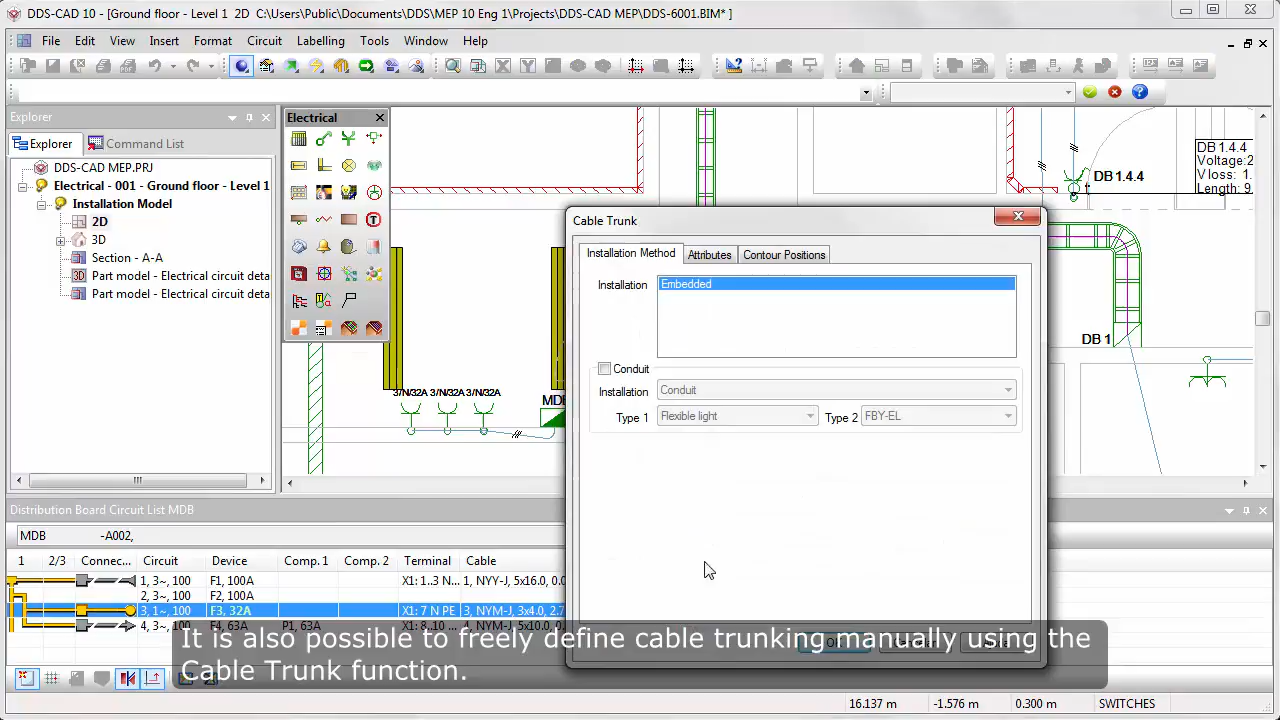 DDS-CAD 10 - [Ground floor - Level 1  2D  C:\Users\Public\Documents\DDS\MEP 10 Eng 1\Projects\DDS-CAD MEP\DDS-6001.BIM* ]
File Edit View Insert Format Circuit Labelling Tools Window Help
Explorer
Explorer Command List
DDS-CAD MEP.PRJ
Electrical - 001 - Ground floor - Level 1
Installation Model
2D
3D
Section - A-A
Part model - Electrical circuit deta
Part model - Electrical circuit deta
Electrical
3/N/32A 3/N/32A 3/N/32A
MD
DB 1.4.4
Voltage:2
V loss: 1.
Length: 9
DB 1.4.4
DB 1
Cable Trunk
Installation Method Attributes Contour Positions
Installation Embedded
Conduit
Installation Conduit
Type 1 Flexible light Type 2 FBY-EL
Distribution Board Circuit List MDB
MDB -A002,
1 2/3 Connec... Circuit Device Comp. 1 Comp. 2 Terminal Cable
1, 3~, 100 F1, 100A X1: 1..3 N... 1, NYY-J, 5x16.0, 0.0
2, 3~, 100 F2, 100A
3, 1~, 100 F3, 32A X1: 7 N PE 3, NYM-J, 3x4.0, 2.7
4, 3~, 100 F4, 63A P1, 63A X1: 8..10 N...
It is also possible to freely define cable trunking manually using the
Cable Trunk function.
16.137 m -1.576 m 0.300 m SWITCHES